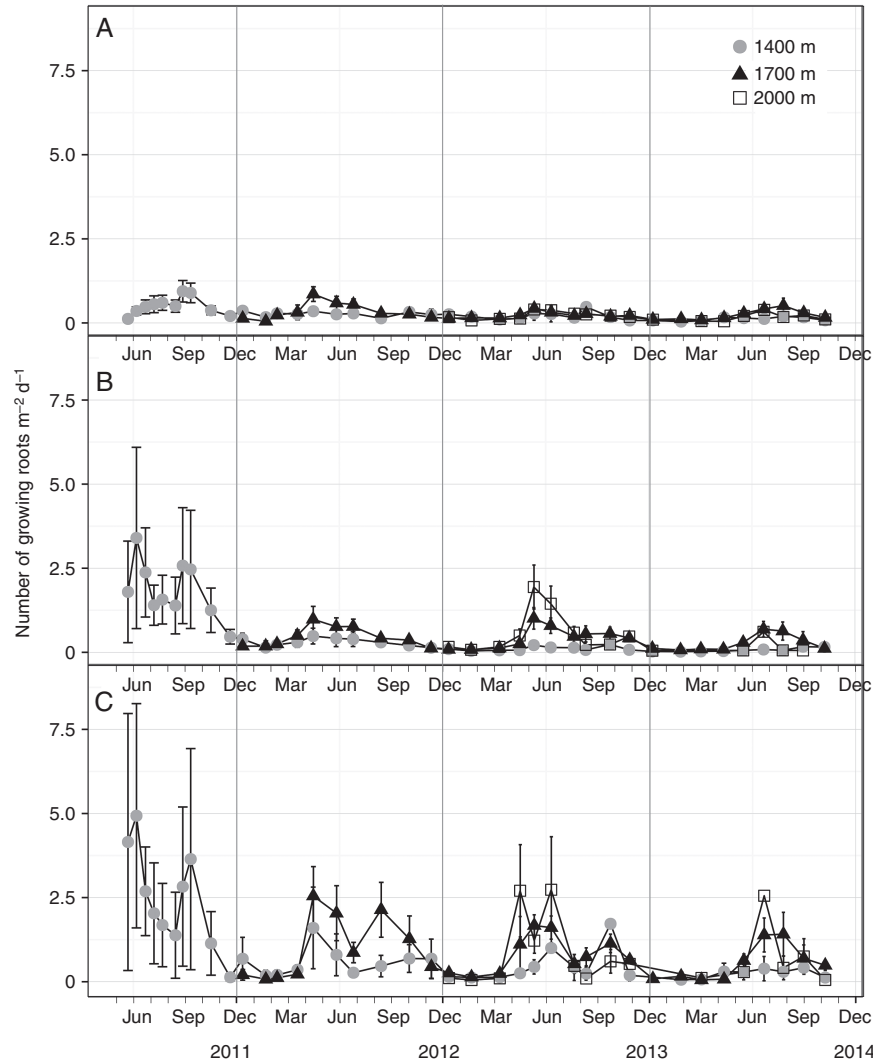 A
1400 m
1700 m
2000 m
7.5
5.0
2.5
0
Jun Sep Dec Mar Jun Sep Dec Mar Jun Sep Dec Mar Jun Sep Dec
B
7.5
5.0
2.5
0
Jun Sep Dec Mar Jun Sep Dec Mar Jun Sep Dec Mar Jun Sep Dec
C
7.5
5.0
2.5
0
Jun Sep Dec Mar Jun Sep Dec Mar Jun Sep Dec Mar Jun Sep Dec
2011 2012 2013 2014
Number of growing roots m⁻² d⁻¹